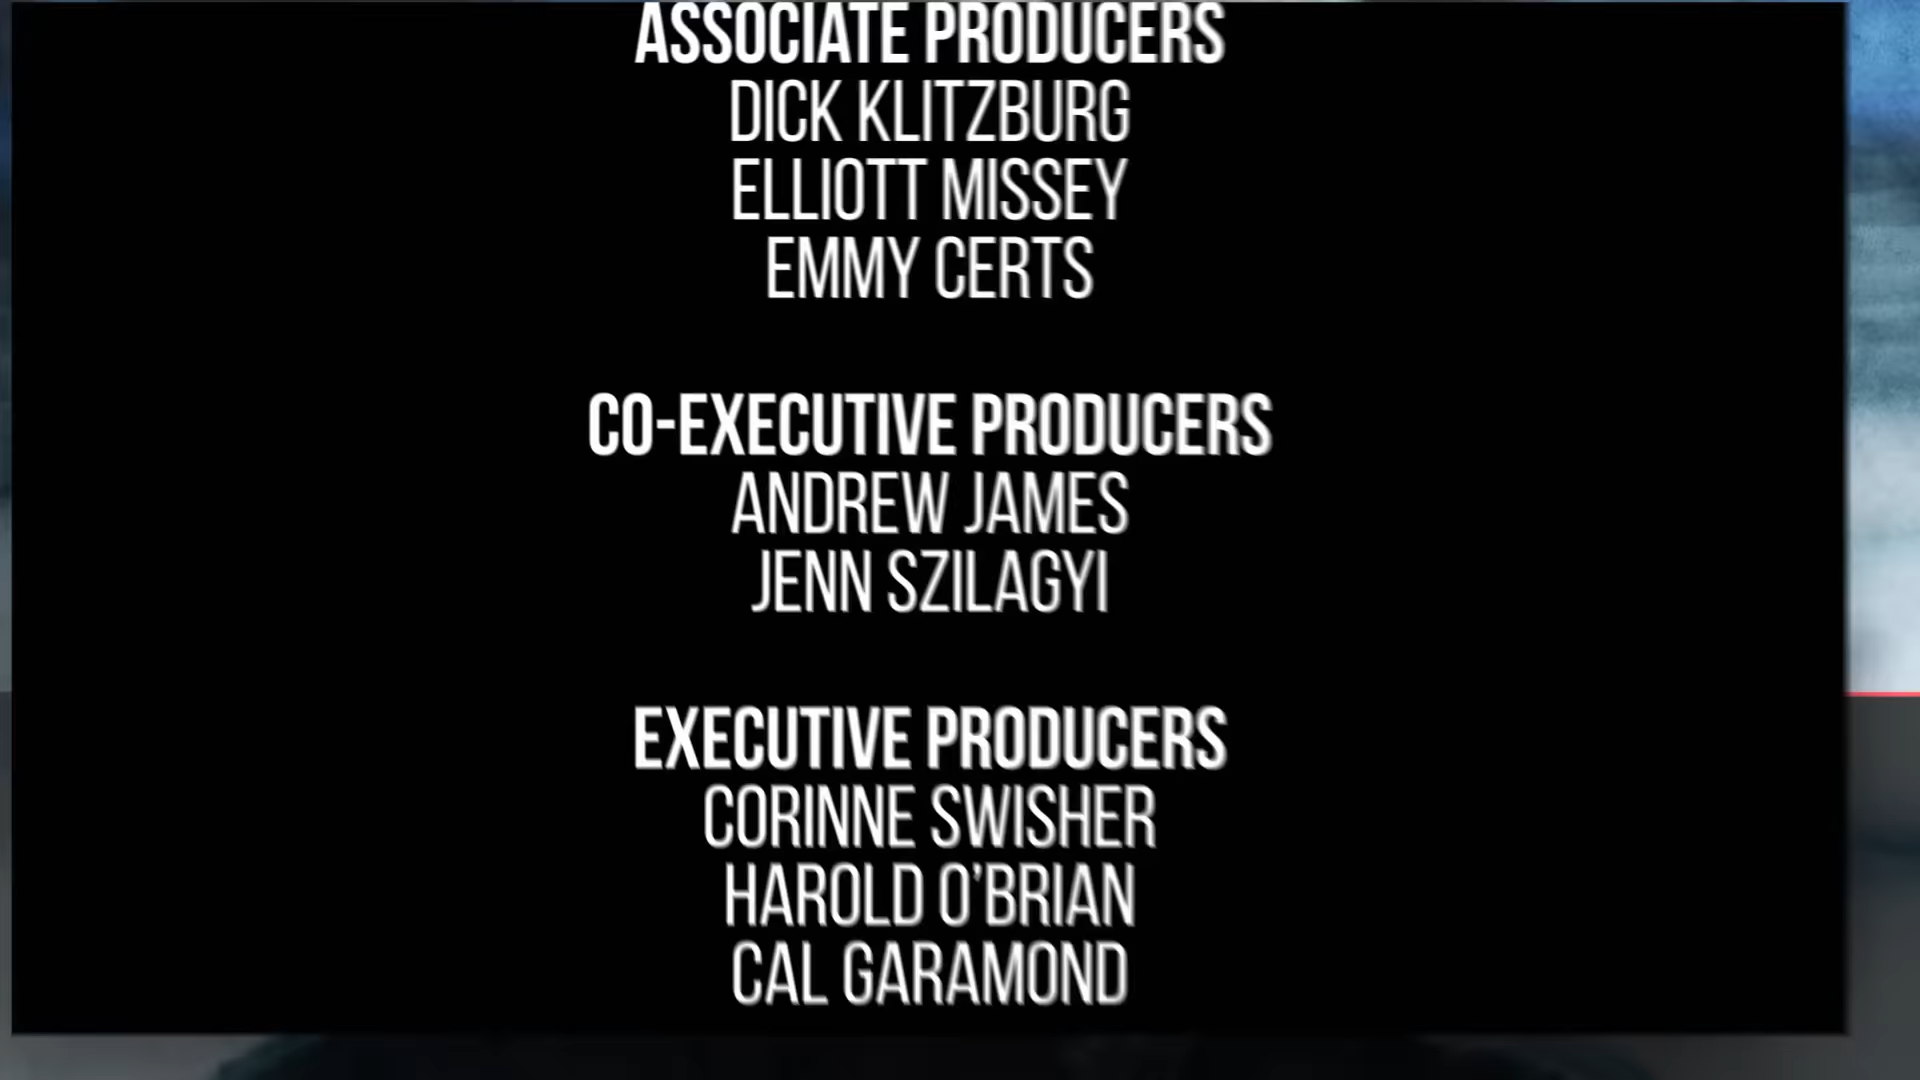 ASSOCIATE PRODUCERS
DICK KLITZBURG
ELLIOTT MISSEY
EMMY CERTS
CO-EXECUTIVE PRODUCERS
ANDREW JAMES
JENN SZILAGYI
EXECUTIVE PRODUCERS
CORINNE SWISHER
HAROLD O'BRIAN
CAL GARAMOND